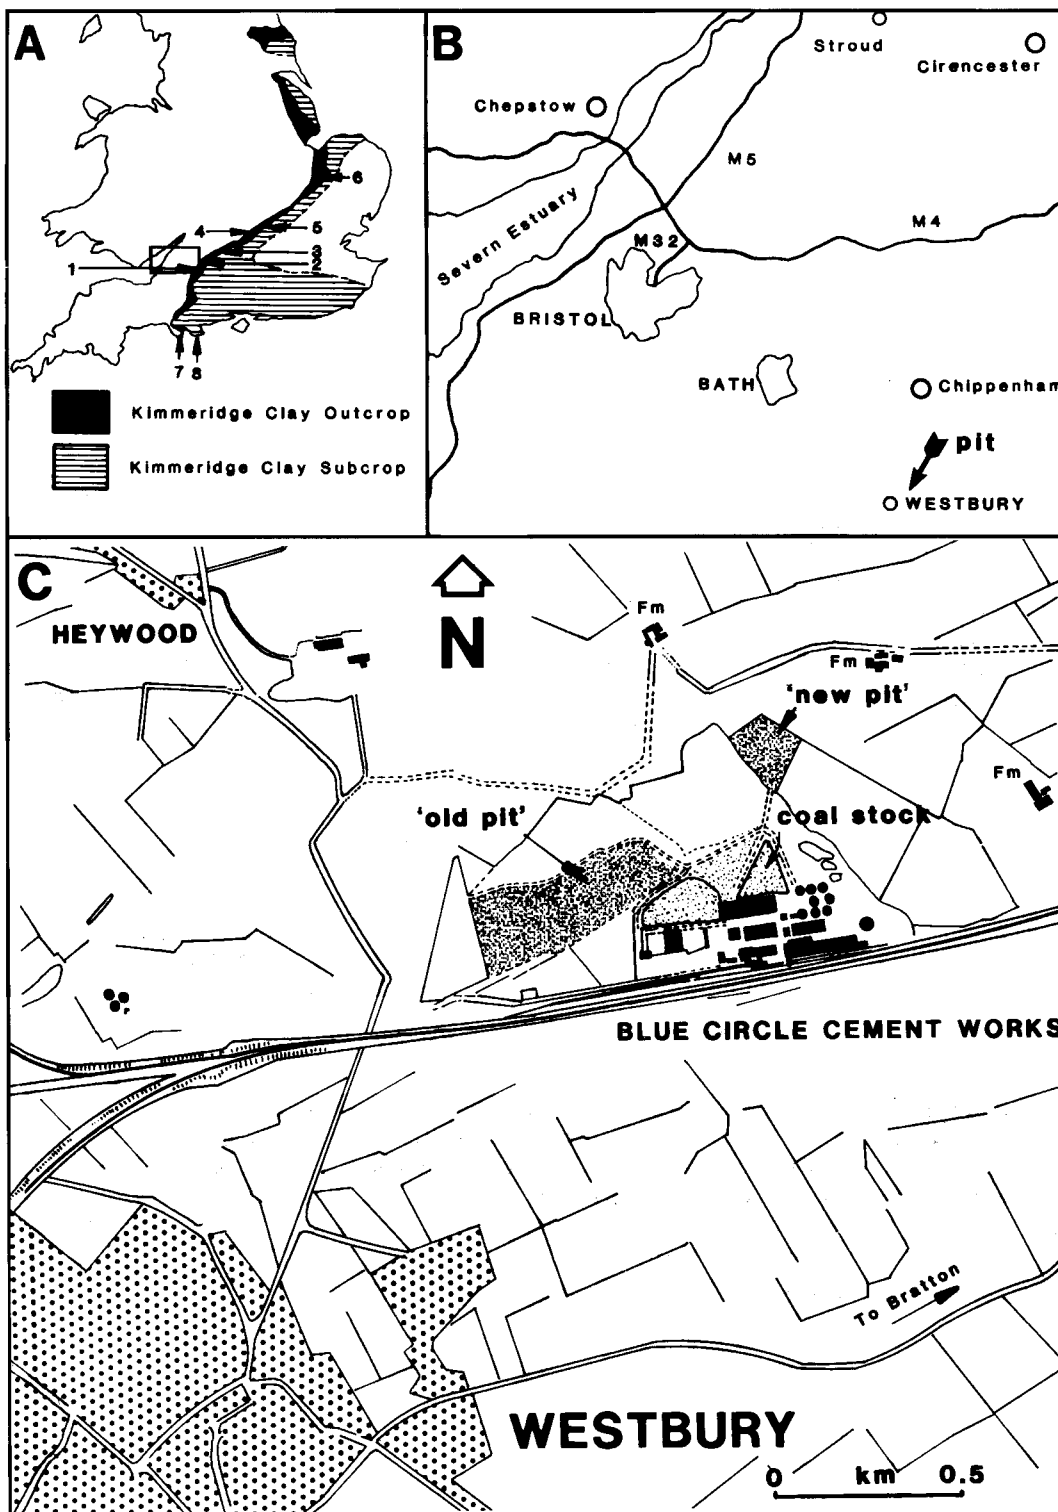 A
6
4
5
3
2
1
7 8
Kimmeridge Clay Outcrop
Kimmeridge Clay Subcrop
B
Stroud
Cirencester
Chepstow
M5
M4
Severn Estuary
M32
BRISTOL
BATH
Chippenham
pit
WESTBURY
C
HEYWOOD
N
Fm
Fm
'new pit'
Fm
'old pit'
coal stock
BLUE CIRCLE CEMENT WORKS
To Bratton
WESTBURY
0 km 0.5